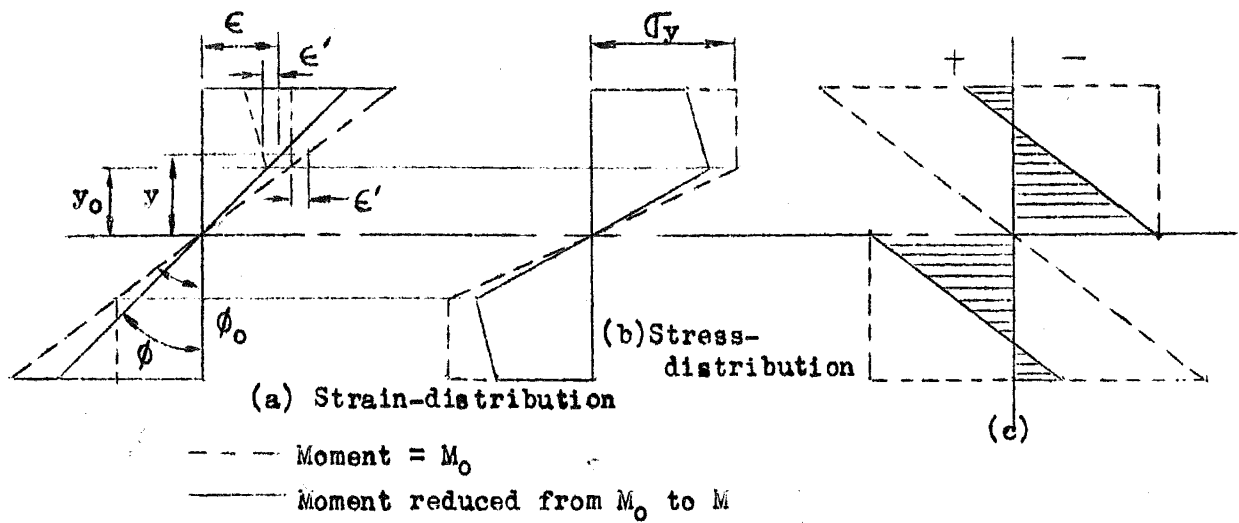 ϵ
ϵ′
σy
+ −
y₀
y
ϵ′
ϕ₀
ϕ
(b)Stress-
distribution
(a) Strain-distribution
(c)
Moment = M₀
Moment reduced from M₀ to M